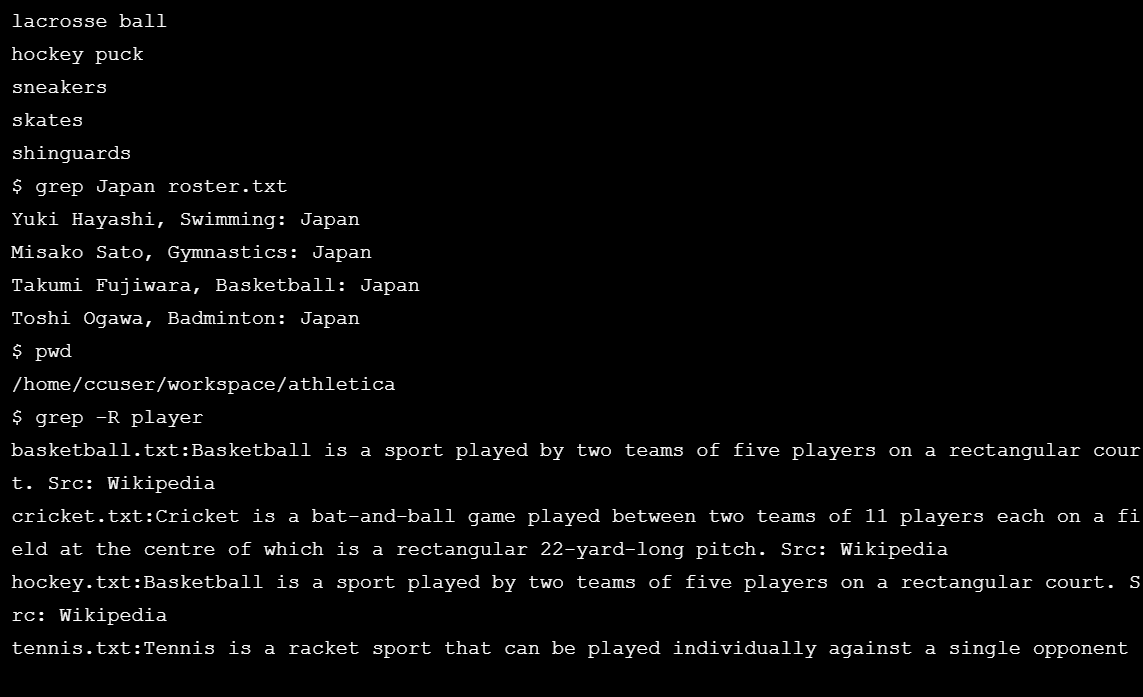 lacrosse ball
hockey puck
sneakers
skates
shinguards
$ grep Japan roster.txt
Yuki Hayashi, Swimming: Japan
Misako Sato, Gymnastics: Japan
Takumi Fujiwara, Basketball: Japan
Toshi Ogawa, Badminton: Japan
$ pwd
/home/ccuser/workspace/athletica
$ grep -R player
basketball.txt:Basketball is a sport played by two teams of five players on a rectangular cour
t. Src: Wikipedia
cricket.txt:Cricket is a bat-and-ball game played between two teams of 11 players each on a fi
eld at the centre of which is a rectangular 22-yard-long pitch. Src: Wikipedia
hockey.txt:Basketball is a sport played by two teams of five players on a rectangular court. S
rc: Wikipedia
tennis.txt:Tennis is a racket sport that can be played individually against a single opponent